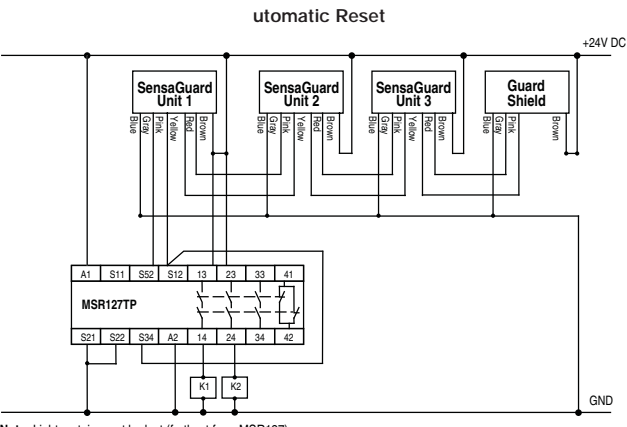 utomatic Reset
+24V DC
SensaGuard
Unit 1
SensaGuard
Unit 2
SensaGuard
Unit 3
Guard
Shield
Blue
Gray
Pink
Yellow
Red
Brown
Blue
Gray
Pink
Yellow
Red
Brown
Blue
Gray
Pink
Yellow
Red
Brown
Blue
Gray
Pink
Brown
A1 S11 S52 S12 13 23 33 41
MSR127TP
S21 S22 S34 A2 14 24 34 42
K1 K2
GND